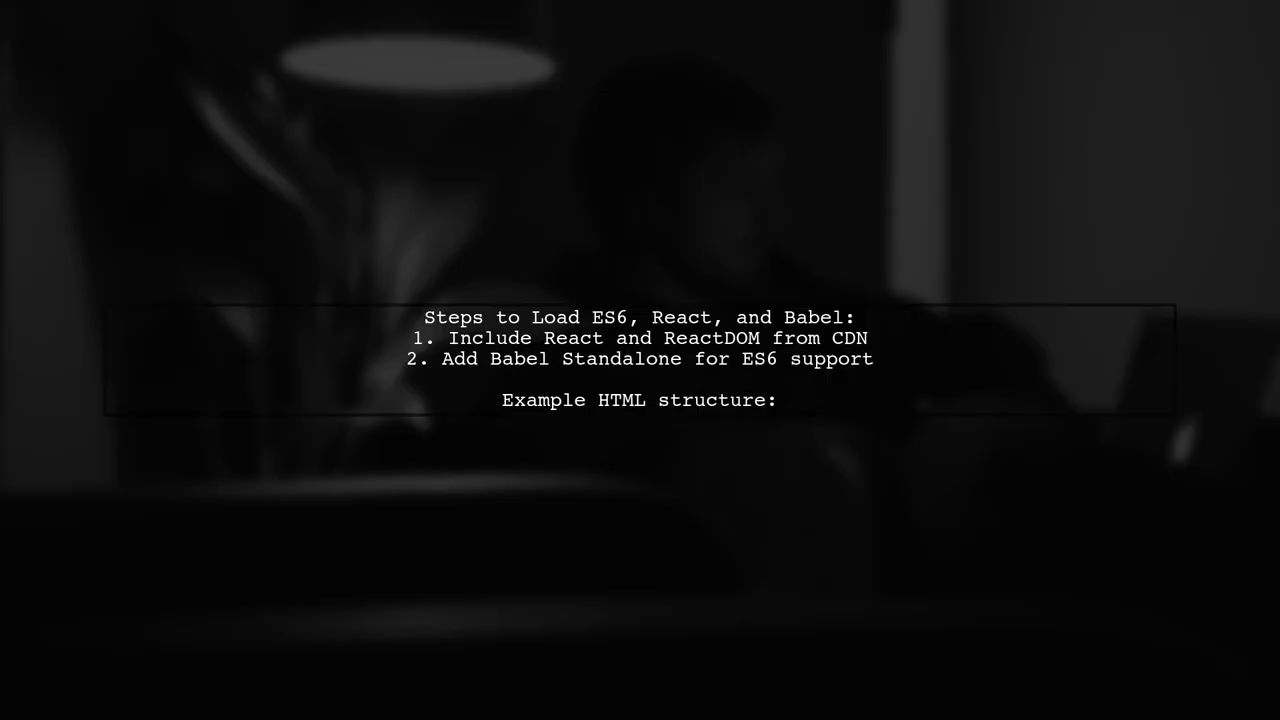 Steps to Load ES6, React, and Babel:
1. Include React and ReactDOM from CDN
2. Add Babel Standalone for ES6 support
Example HTML structure: